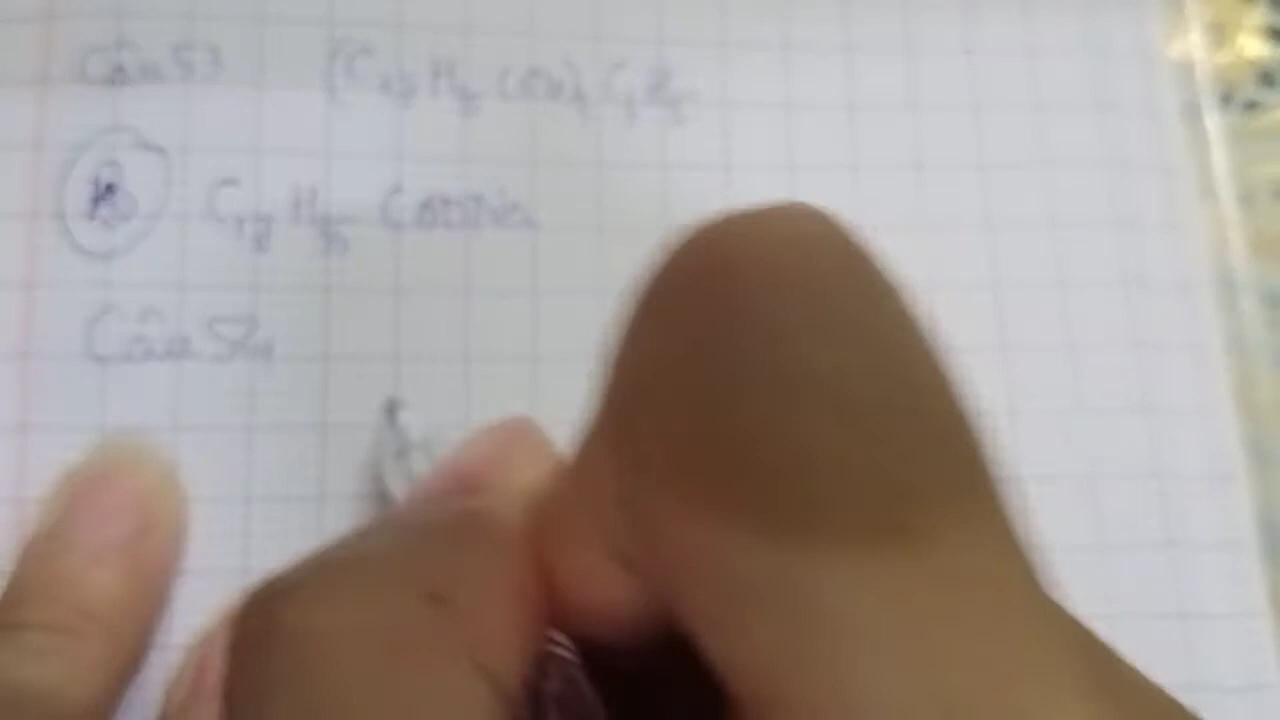 Câu 53 (C₁₇H₃₅COO)₃C₃H₅
B C₁₇H₃₅COONa
Câu 54